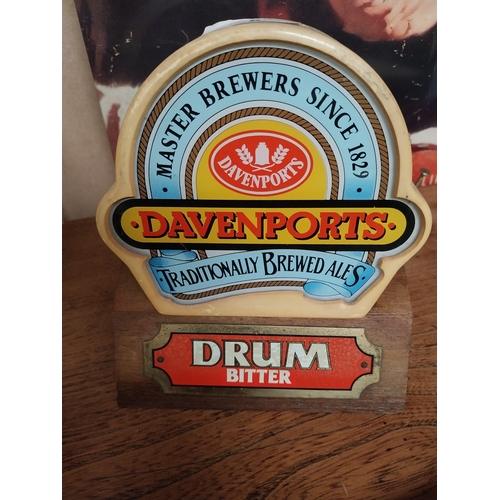 ·MASTER BREWERS SINCE 1829·
DAVENPORTS
·DAVENPORTS·
·TRADITIONALLY BREWED ALES·
DRUM
BITTER